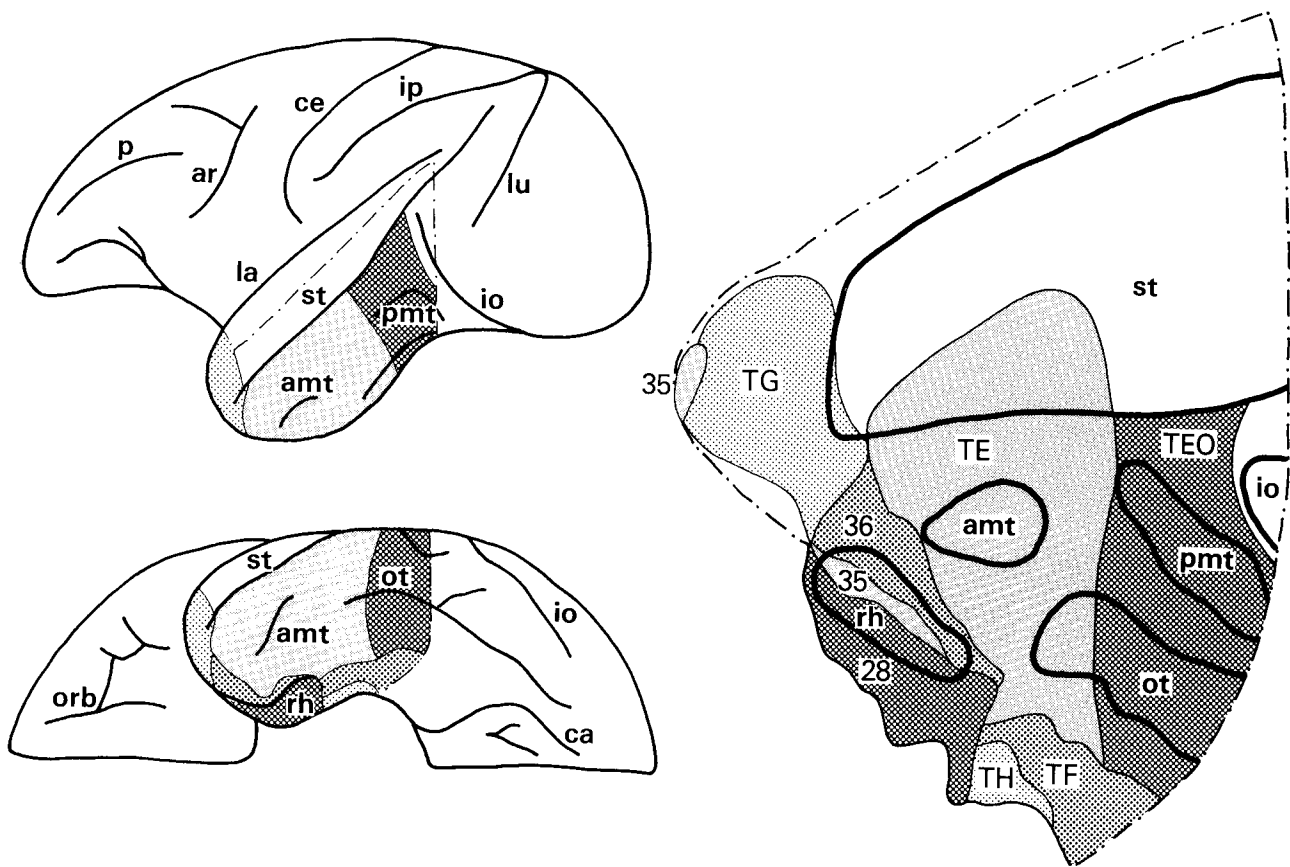 ce
ip
p
ar
lu
la
st
pmt
io
amt
st
ot
amt
io
orb
rh
ca
st
35
TG
TE
TEO
io
36
amt
pmt
35
rh
28
ot
TH
TF